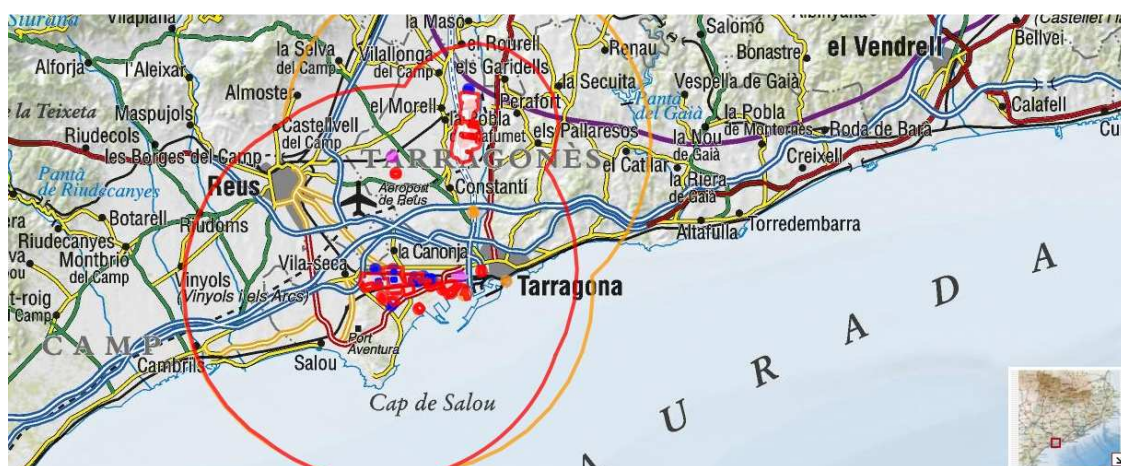 Siurana
Vilaplana
la Masó
el Rourell
Renau
Salomó
Bonastre
el Vendrell
Bellvei
Alforja
l'Aleixar
la Selva
del Camp
Vilallonga
del Camp
els Garidells
la Secuita
Vespella de Gaià
Calafell
Almoster
el Morell
Perafort
Pantà
del Gaià
la Pobla
de Montornès
Roda de Barà
Maspujols
Castellvell
del Camp
la Pobla
els Pallaresos
la Nou
de Gaià
Creixell
Riudecols
les Borges del Camp
TARRAGONÈS
el Catllar
la Riera
de Gaià
Pantà
de Riudecanyes
Reus
Aeroport
de Reus
Constantí
Torredembarra
Altafulla
Botarell
Riudoms
Riudecanyes
Montbrió
del Camp
la Canonja
Vinyols
(Vinyols i els Arcs)
Vila-seca
Tarragona
CAMP
Port
Aventura
Cambrils
Salou
Cap de Salou
AURADA